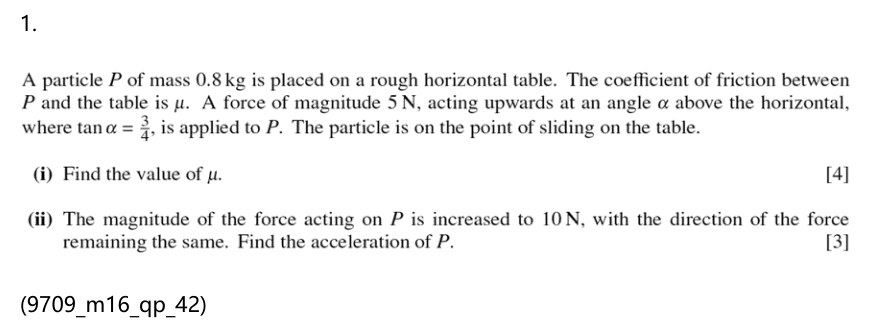 1.
A particle P of mass 0.8 kg is placed on a rough horizontal table. The coefficient of friction between
P and the table is μ. A force of magnitude 5 N, acting upwards at an angle α above the horizontal,
where tan α = 3/4, is applied to P. The particle is on the point of sliding on the table.
(i) Find the value of μ. [4]
(ii) The magnitude of the force acting on P is increased to 10 N, with the direction of the force
remaining the same. Find the acceleration of P. [3]
(9709_m16_qp_42)